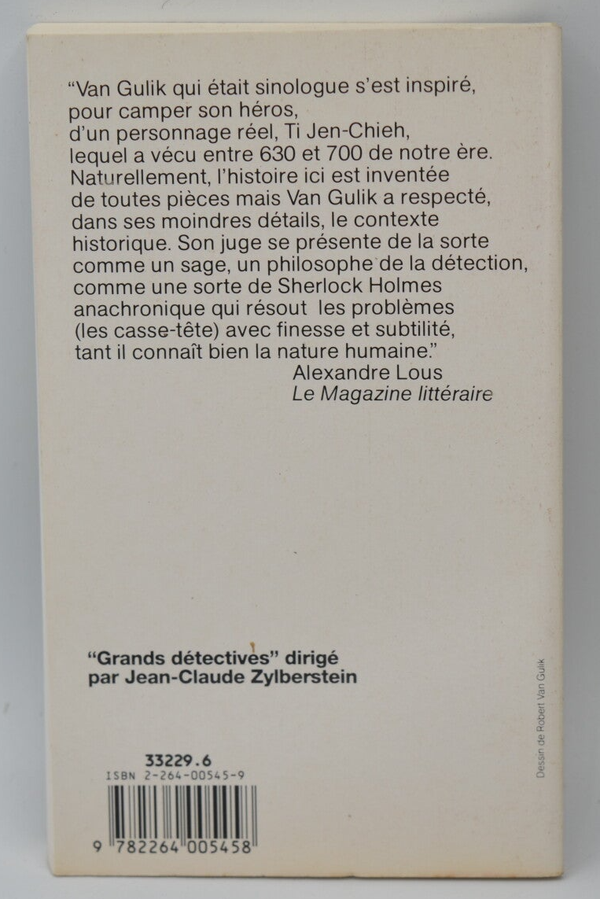 “Van Gulik qui était sinologue s’est inspiré,
pour camper son héros,
d’un personnage réel, Ti Jen-Chieh,
lequel a vécu entre 630 et 700 de notre ère.
Naturellement, l’histoire ici est inventée
de toutes pièces mais Van Gulik a respecté,
dans ses moindres détails, le contexte
historique. Son juge se présente de la sorte
comme un sage, un philosophe de la détection,
comme une sorte de Sherlock Holmes
anachronique qui résout les problèmes
(les casse-tête) avec finesse et subtilité,
tant il connaît bien la nature humaine.”
Alexandre Lous
Le Magazine littéraire
“Grands détectives” dirigé
par Jean-Claude Zylberstein
Dessin de Robert Van Gulik
33229.6
ISBN 2-264-00545-9
9 782264 005458